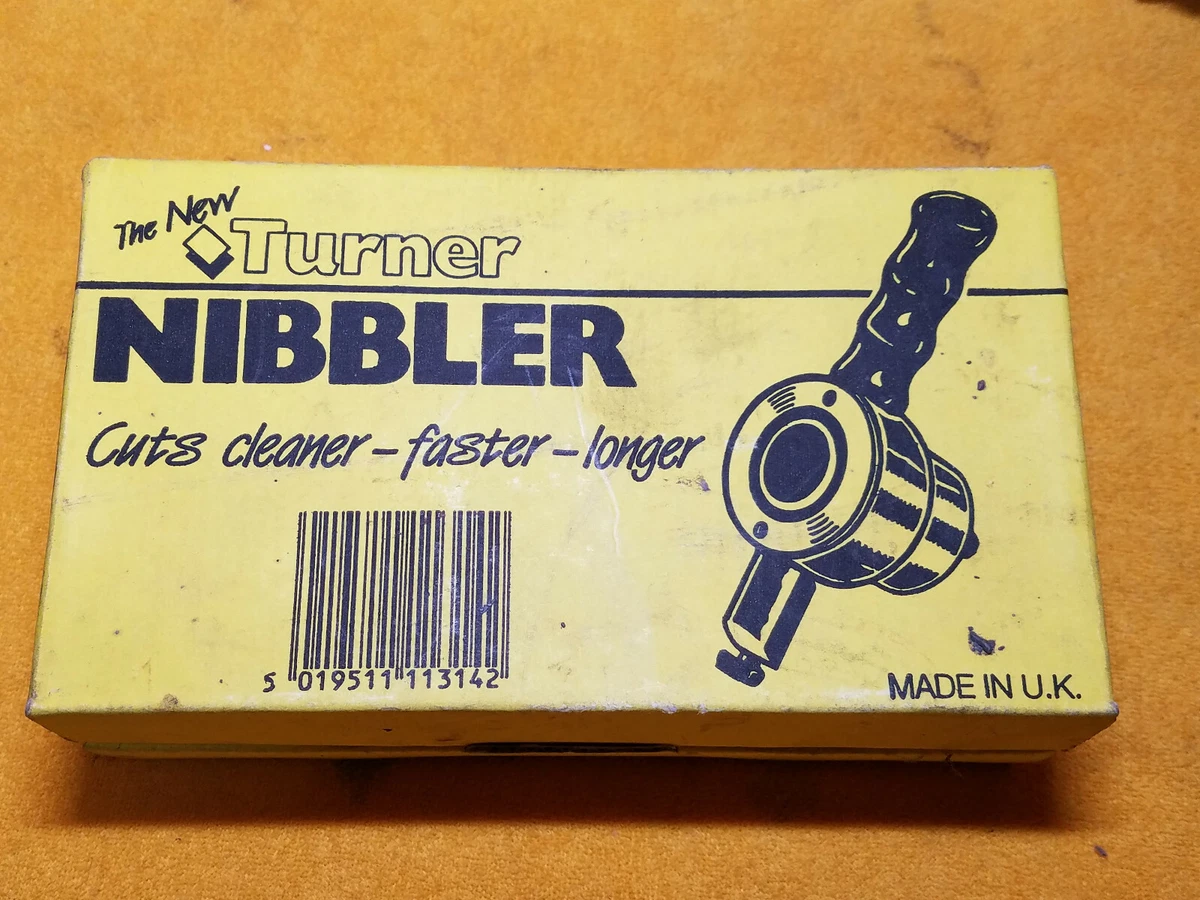 The New
Turner
NIBBLER
Cuts cleaner – faster – longer
5 019511 113142
MADE IN U.K.